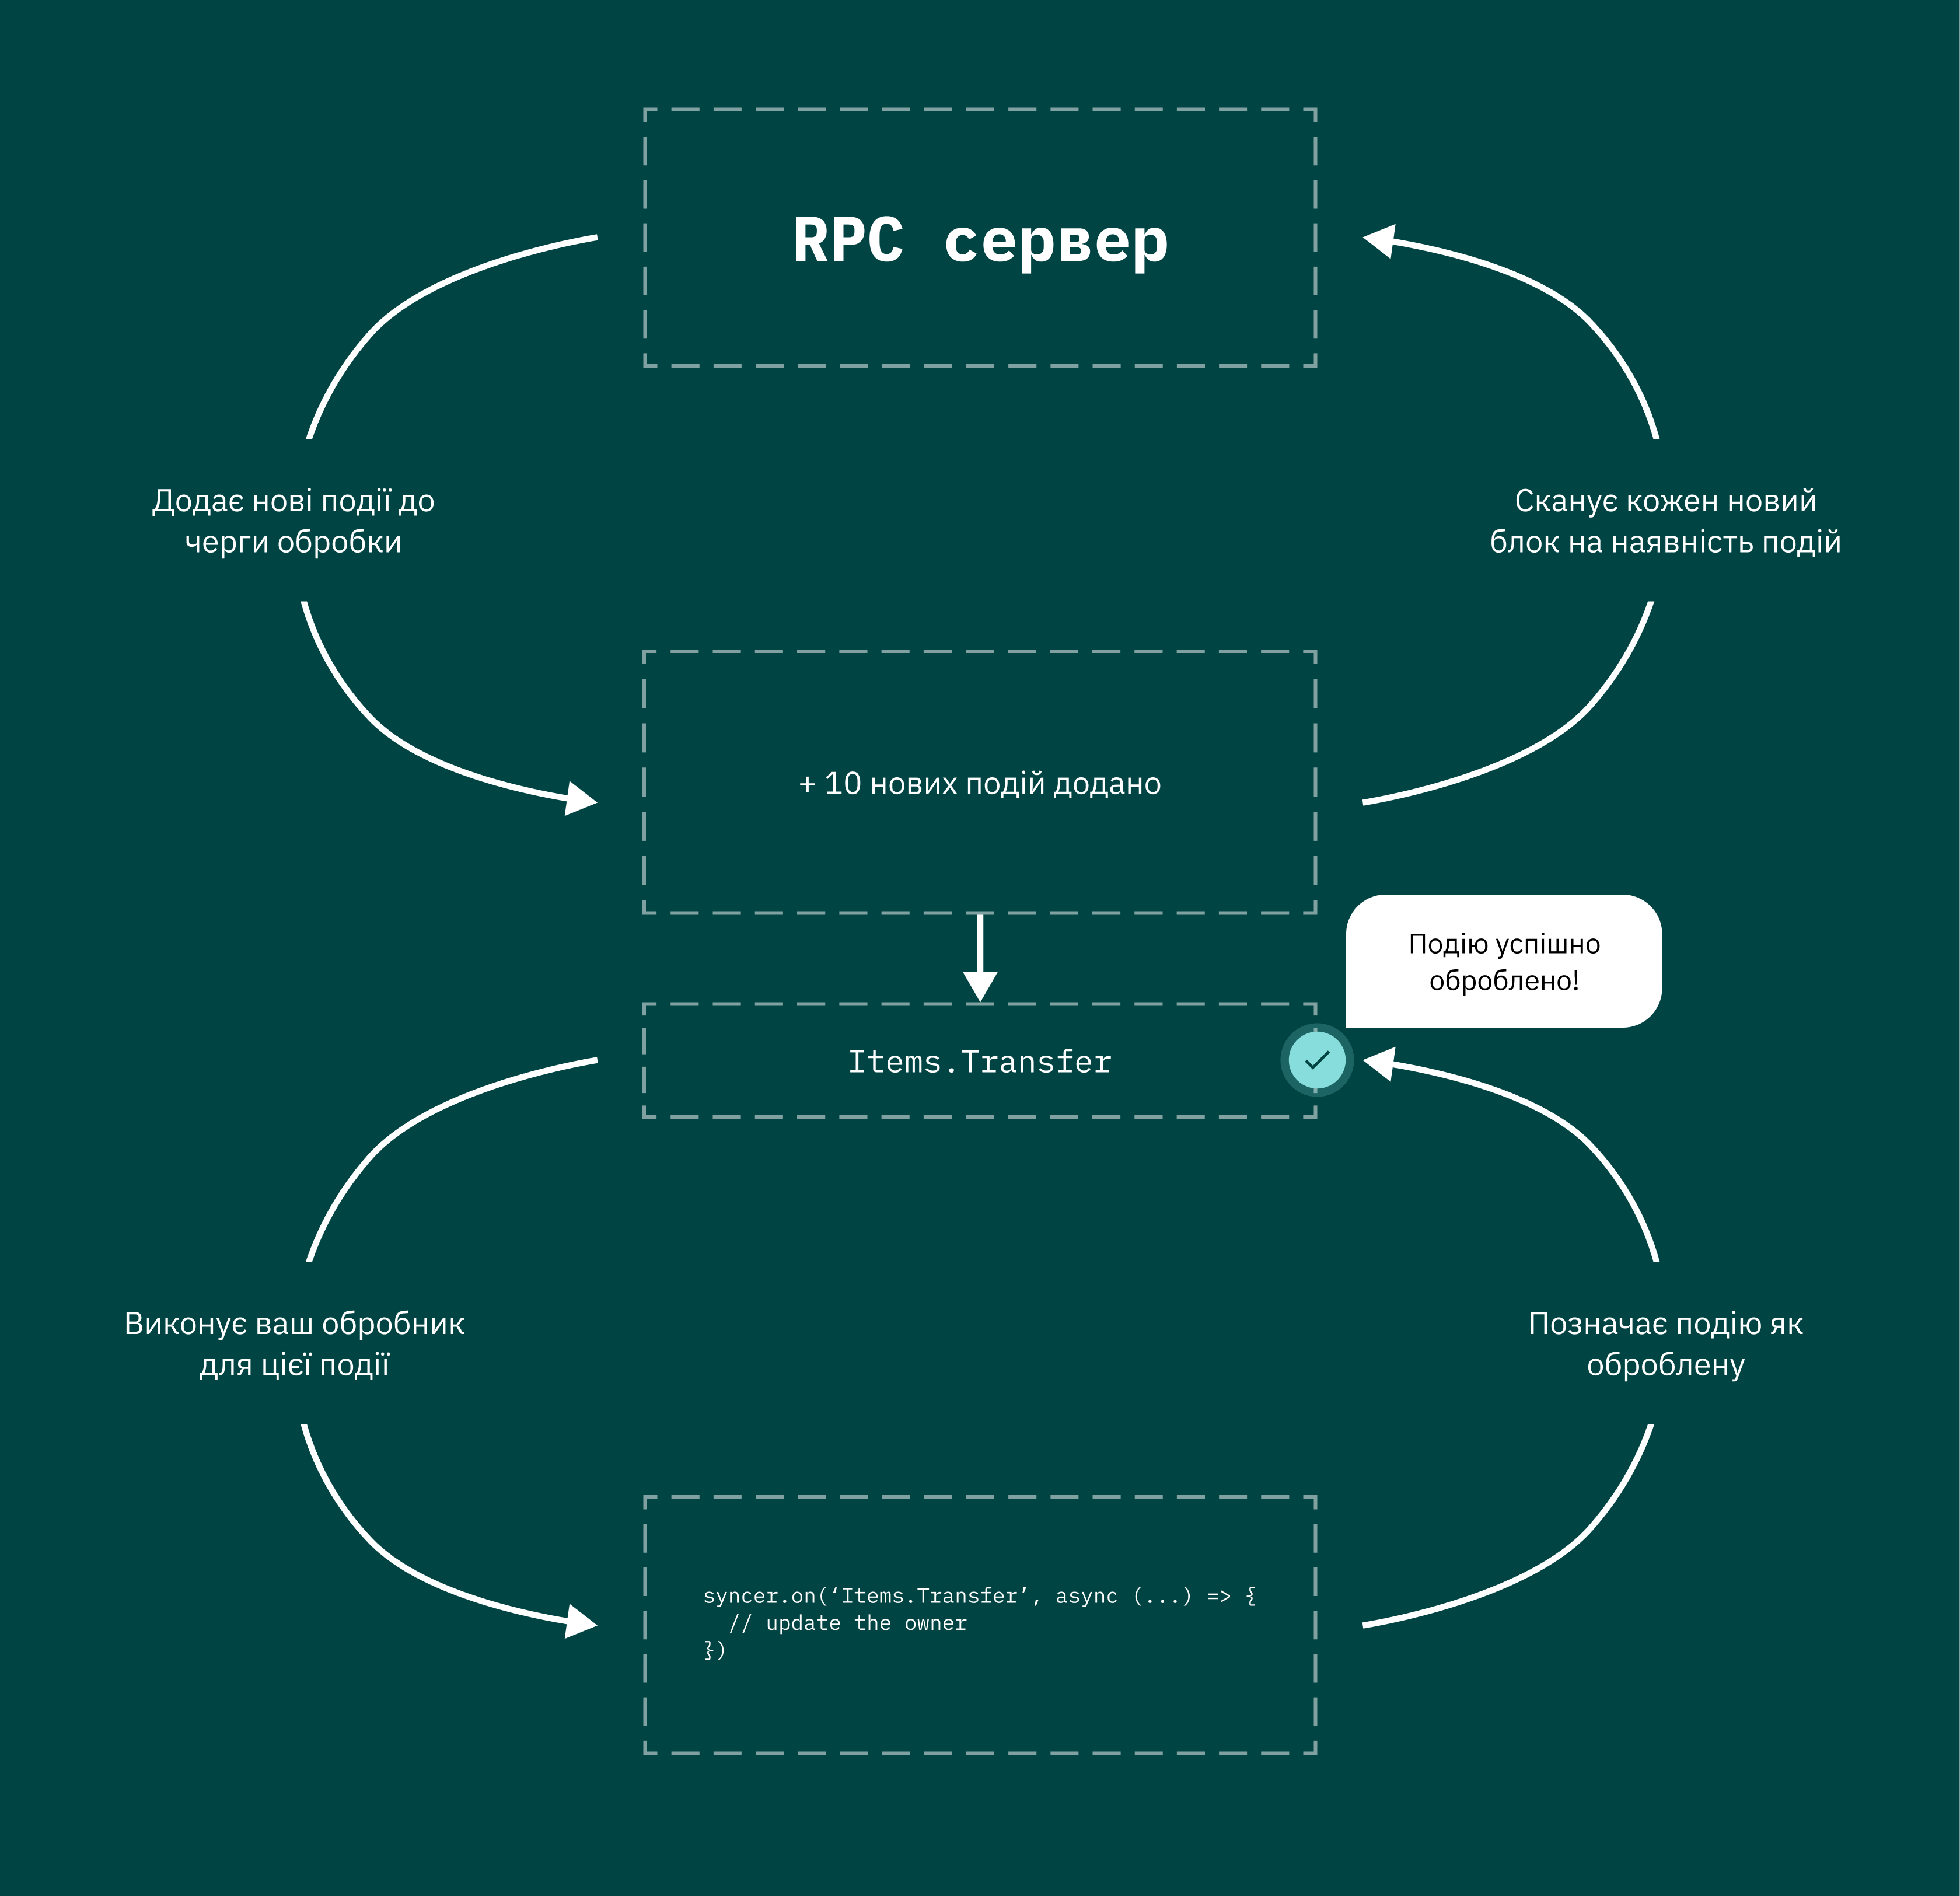 RPC сервер
Додає нові події до
черги обробки
Сканує кожен новий
блок на наявність подій
+ 10 нових подій додано
Подію успішно
оброблено!
Items.Transfer
Виконує ваш обробник
для цієї події
Позначає подію як
оброблену
syncer.on(‘Items.Transfer’, async (...) => {
  // update the owner
})